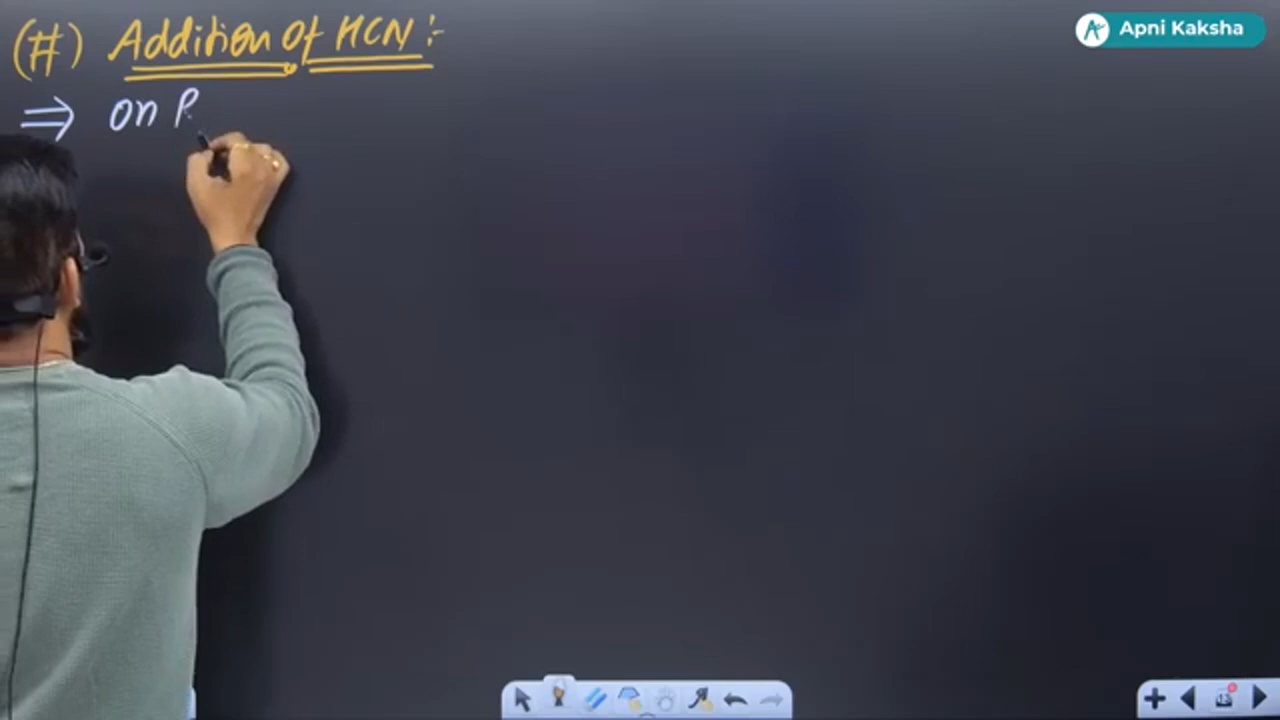 (#) Addition of HCN :-
⇒ on P
Apni Kaksha